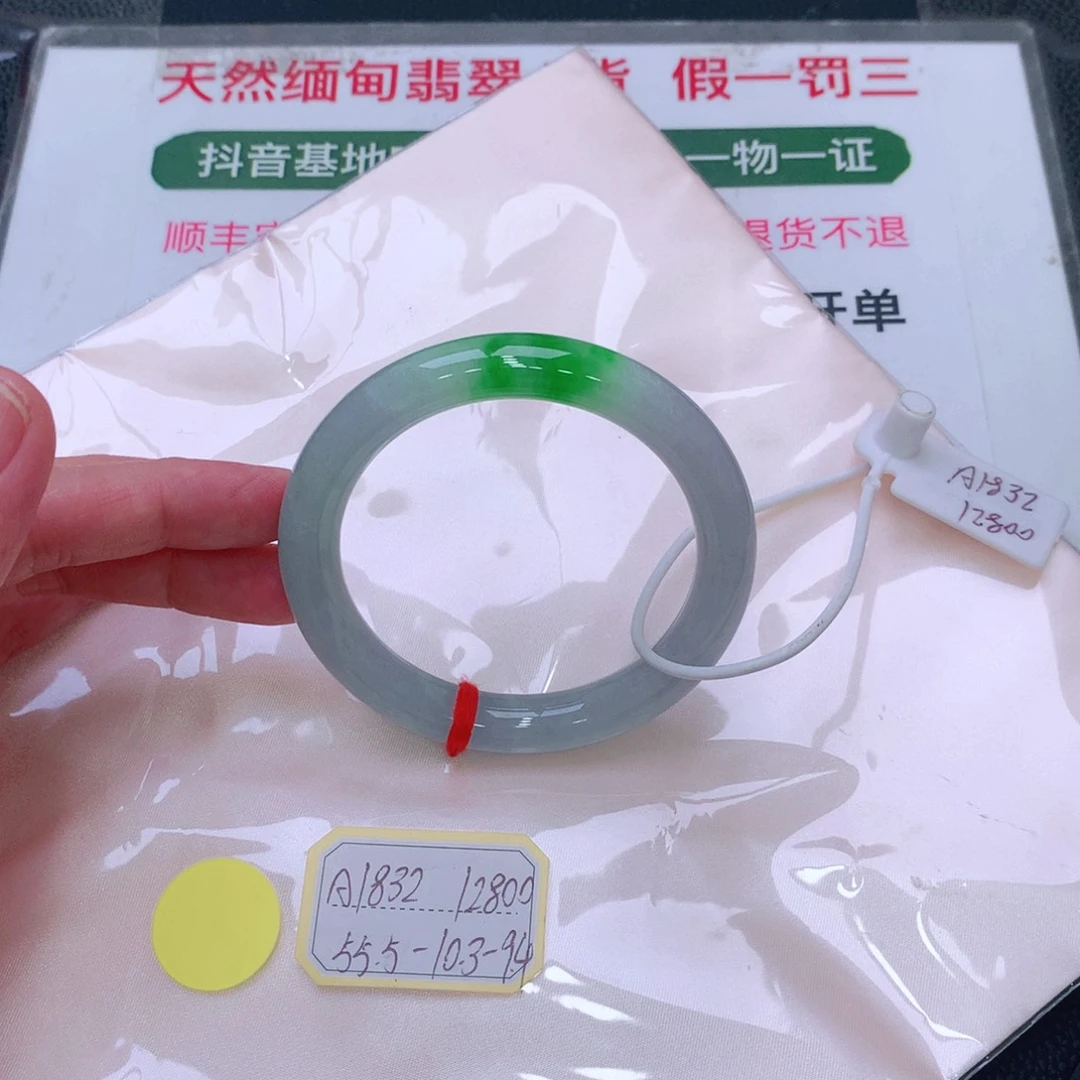 天然缅甸翡翠 货 假一罚三
抖音基地 一物一证
顺丰 退货不退
开单
A1832
12800
A1832 12800
55.5-10.3-9.4